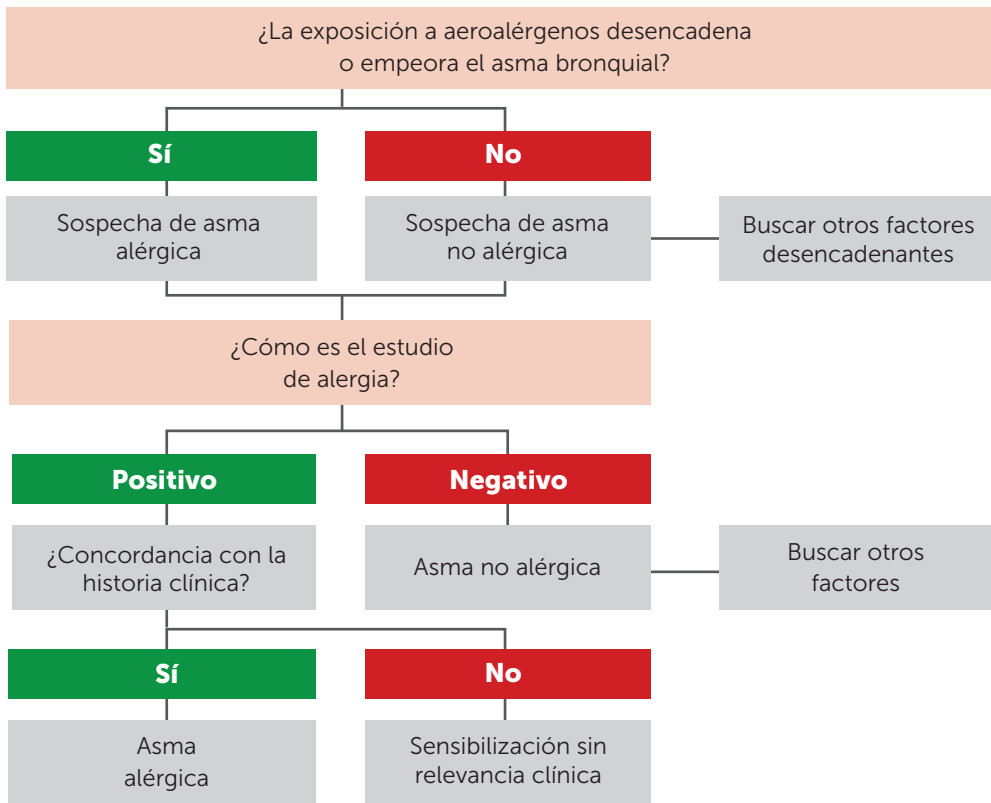 ¿La exposición a aeroalérgenos desencadena
o empeora el asma bronquial?
Sí
No
Sospecha de asma
alérgica
Sospecha de asma
no alérgica
Buscar otros factores
desencadenantes
¿Cómo es el estudio
de alergia?
Positivo
Negativo
¿Concordancia con la
historia clínica?
Asma no alérgica
Buscar otros
factores
Sí
No
Asma
alérgica
Sensibilización sin
relevancia clínica